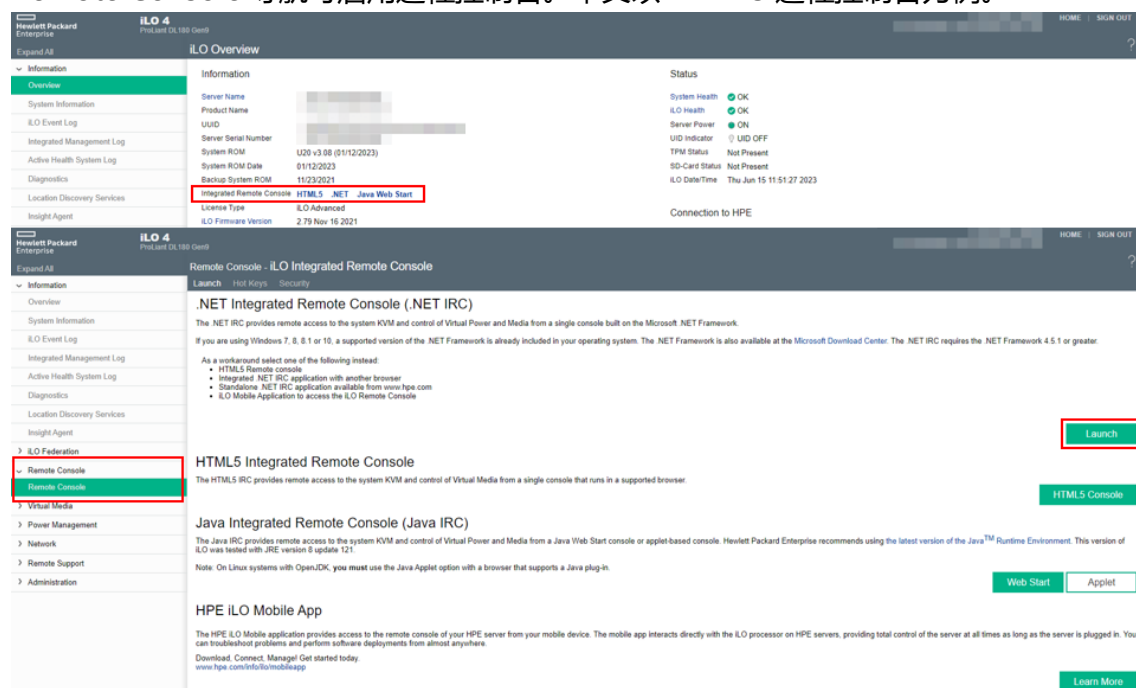 Hewlett Packard
Enterprise
iLO 4
ProLiant DL180 Gen9
HOME | SIGN OUT
Expand All
iLO Overview
?
Information
Overview
System Information
iLO Event Log
Integrated Management Log
Active Health System Log
Diagnostics
Location Discovery Services
Insight Agent
Information
Server Name
Product Name
UUID
Server Serial Number
System ROM U20 v3.08 (01/12/2023)
System ROM Date 01/12/2023
Backup System ROM 11/23/2021
Integrated Remote Console HTML5 .NET Java Web Start
License Type iLO Advanced
iLO Firmware Version 2.79 Nov 16 2021
Status
System Health OK
iLO Health OK
Server Power ON
UID Indicator UID OFF
TPM Status Not Present
SD-Card Status Not Present
iLO Date/Time Thu Jun 15 11:51:27 2023
Connection to HPE
Hewlett Packard
Enterprise
iLO 4
ProLiant DL180 Gen9
HOME | SIGN OUT
Expand All
Remote Console - iLO Integrated Remote Console
?
Launch Hot Keys Security
Information
Overview
System Information
iLO Event Log
Integrated Management Log
Active Health System Log
Diagnostics
Location Discovery Services
Insight Agent
iLO Federation
Remote Console
Remote Console
Virtual Media
Power Management
Network
Remote Support
Administration
.NET Integrated Remote Console (.NET IRC)
The .NET IRC provides remote access to the system KVM and control of Virtual Power and Media from a single console built on the Microsoft .NET Framework.
If you are using Windows 7, 8, 8.1 or 10, a supported version of the .NET Framework is already included in your operating system. The .NET Framework is also available at the Microsoft Download Center. The .NET IRC requires the .NET Framework 4.5.1 or greater.
As a workaround select one of the following instead:
• HTML5 Remote console
• Integrated .NET IRC application with another browser
• Standalone .NET IRC application available from www.hpe.com
• iLO Mobile Application to access the iLO Remote Console
Launch
HTML5 Integrated Remote Console
The HTML5 IRC provides remote access to the system KVM and control of Virtual Media from a single console that runs in a supported browser.
HTML5 Console
Java Integrated Remote Console (Java IRC)
The Java IRC provides remote access to the system KVM and control of Virtual Power and Media from a Java Web Start console or applet-based console. Hewlett Packard Enterprise recommends using the latest version of the Java™ Runtime Environment. This version of
iLO was tested with JRE version 8 update 121.
Note: On Linux systems with OpenJDK, you must use the Java Applet option with a browser that supports a Java plug-in.
Web Start Applet
HPE iLO Mobile App
The HPE iLO Mobile application provides access to the remote console of your HPE server from your mobile device. The mobile app interacts directly with the iLO processor on HPE servers, providing total control of the server at all times as long as the server is plugged in. You
can troubleshoot problems and perform software deployments from almost anywhere.
Download, Connect, Manage! Get started today.
www.hpe.com/info/ilo/mobileapp
Learn More